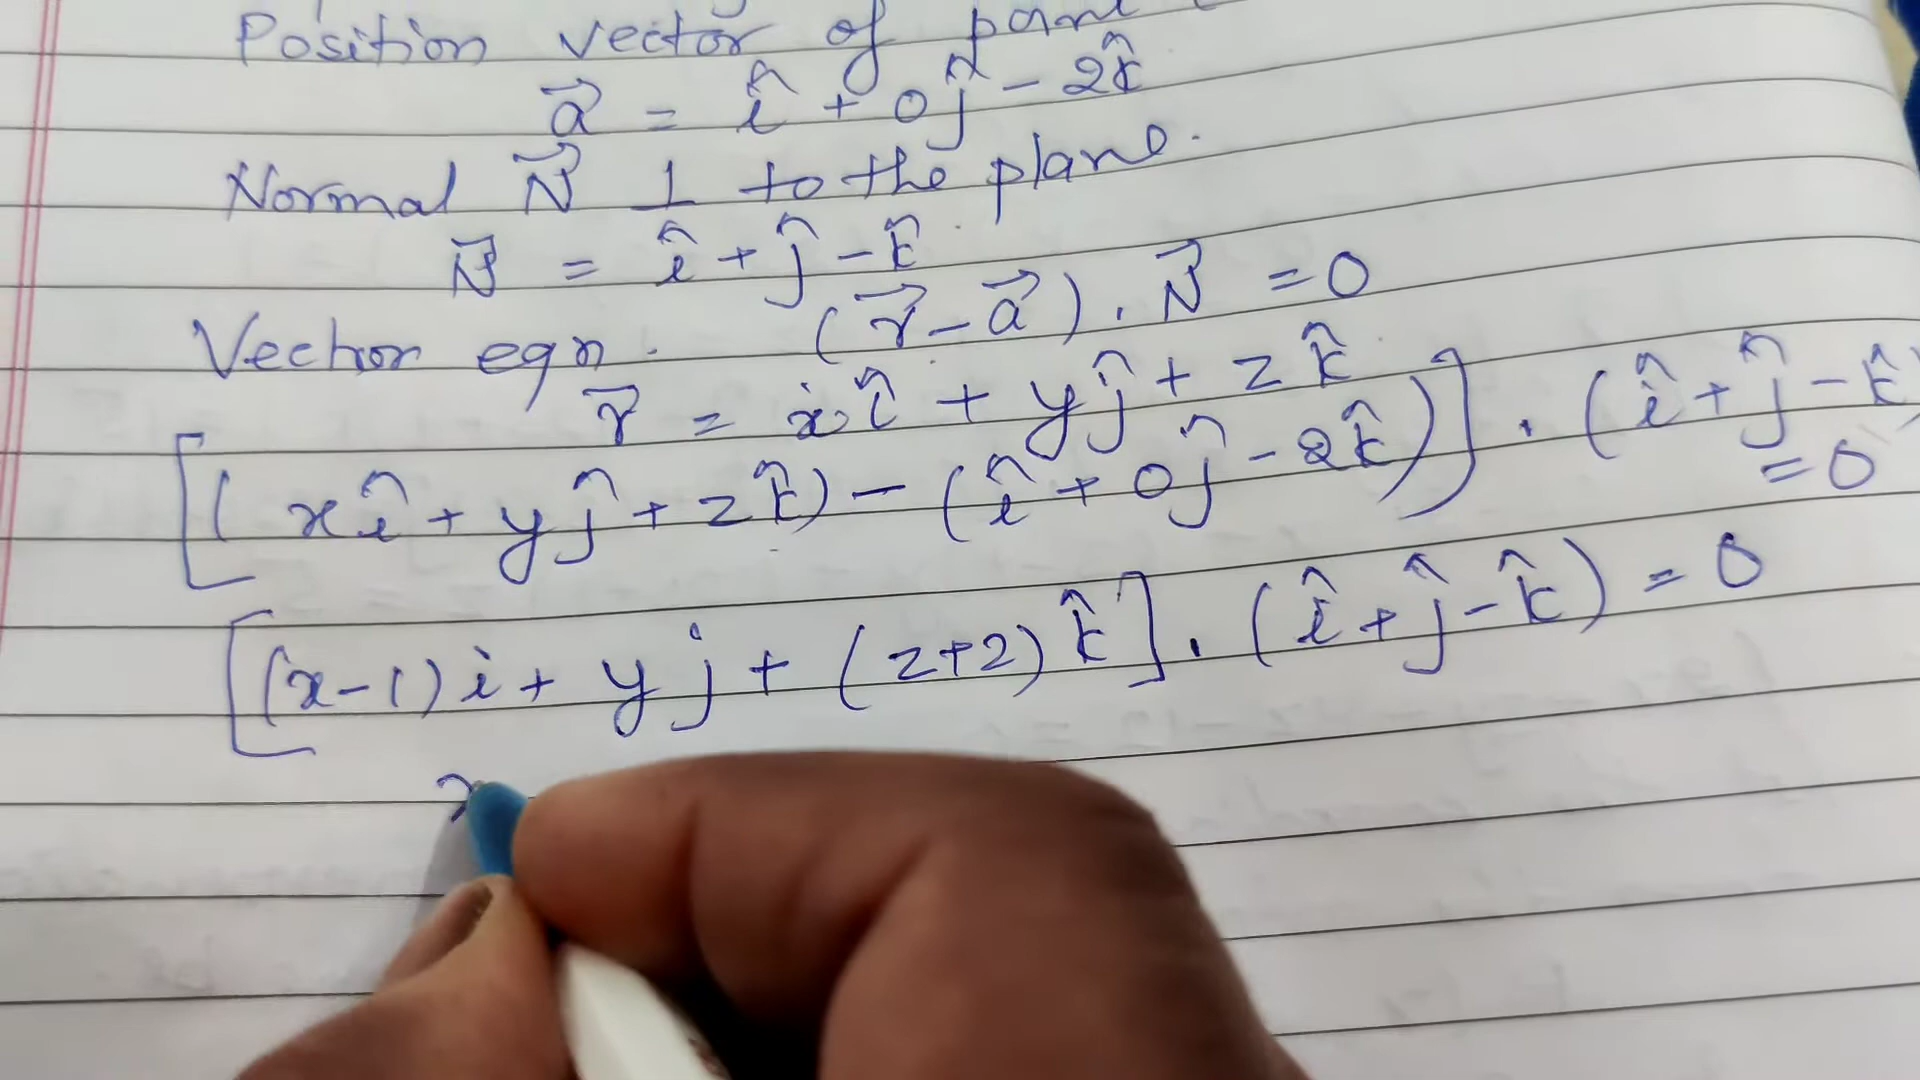 Position vector of
a⃗ = î + 0ĵ - 2k̂
Normal N⃗ ⊥ to the plane.
N⃗ = î + ĵ - k̂
Vector eqn. (r⃗ - a⃗) . N⃗ = 0
r⃗ = xî + yĵ + zk̂
[(xî + yĵ + zk̂) - (î + 0ĵ - 2k̂)] . (î + ĵ - k̂)
= 0
[(x-1)i + yj + (z+2)k̂] . (î + ĵ - k̂) = 0